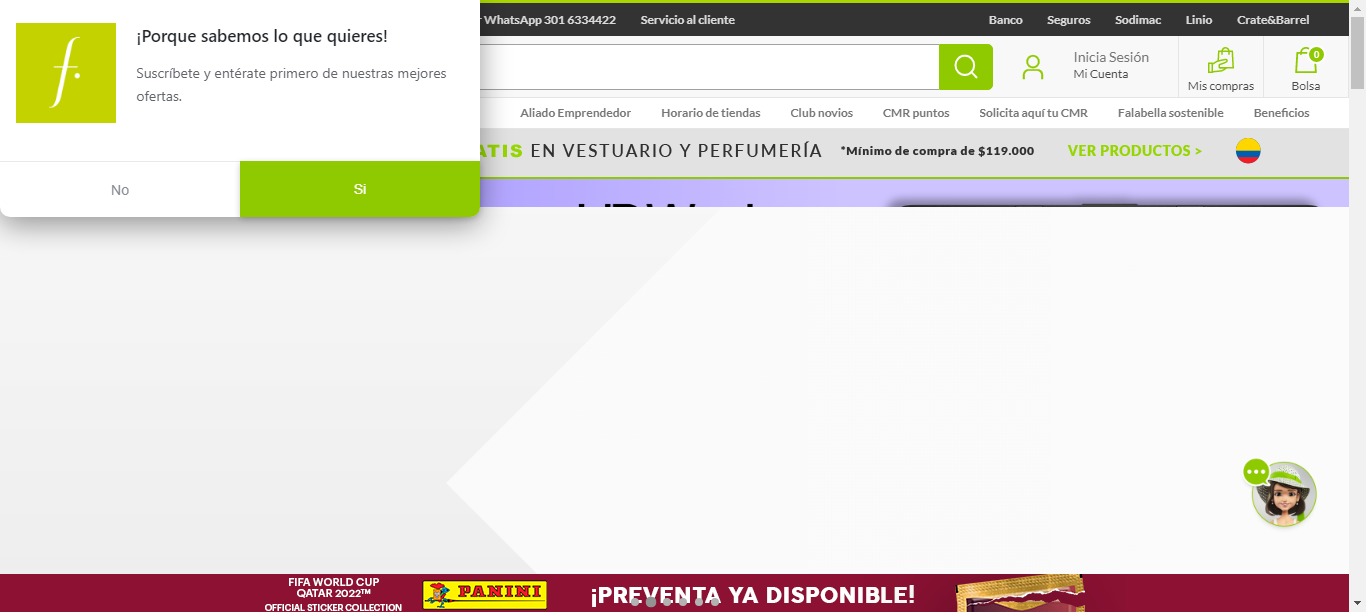 ¡Porque sabemos lo que quieres!
Suscríbete y entérate primero de nuestras mejores
ofertas.
No
Si
WhatsApp 301 6334422
Servicio al cliente
Banco
Seguros
Sodimac
Linio
Crate&Barrel
Inicia Sesión
Mi Cuenta
Mis compras
0
Bolsa
Aliado Emprendedor
Horario de tiendas
Club novios
CMR puntos
Solicita aquí tu CMR
Falabella sostenible
Beneficios
ATIS EN VESTUARIO Y PERFUMERÍA *Mínimo de compra de $119.000 VER PRODUCTOS >
FIFA WORLD CUP
QATAR 2022™
OFFICIAL STICKER COLLECTION
PANINI
¡PREVENTA YA DISPONIBLE!